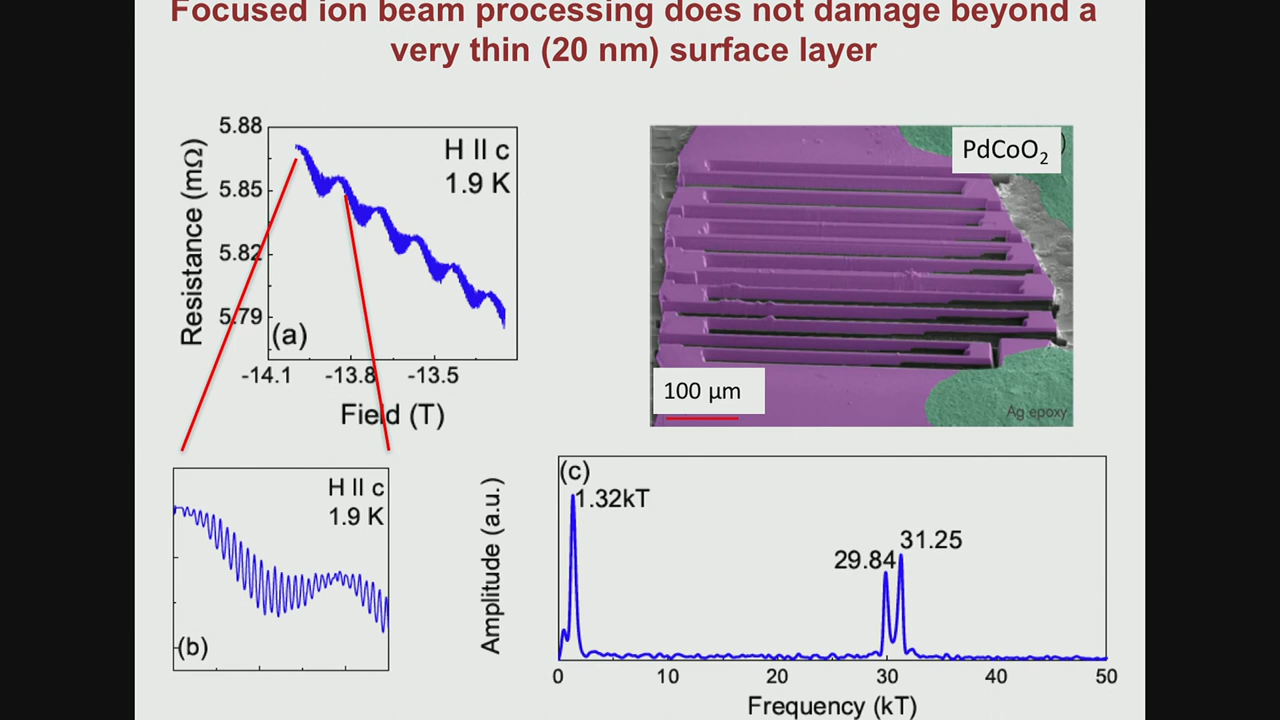 Focused ion beam processing does not damage beyond a
very thin (20 nm) surface layer
5.88
5.85
5.82
5.79
Resistance (mΩ)
H II c
1.9 K
(a)
-14.1
-13.8
-13.5
Field (T)
PdCoO2
100 μm
Ag epoxy
H II c
1.9 K
(b)
(c)
1.32kT
29.84
31.25
Amplitude (a.u.)
0
10
20
30
40
50
Frequency (kT)